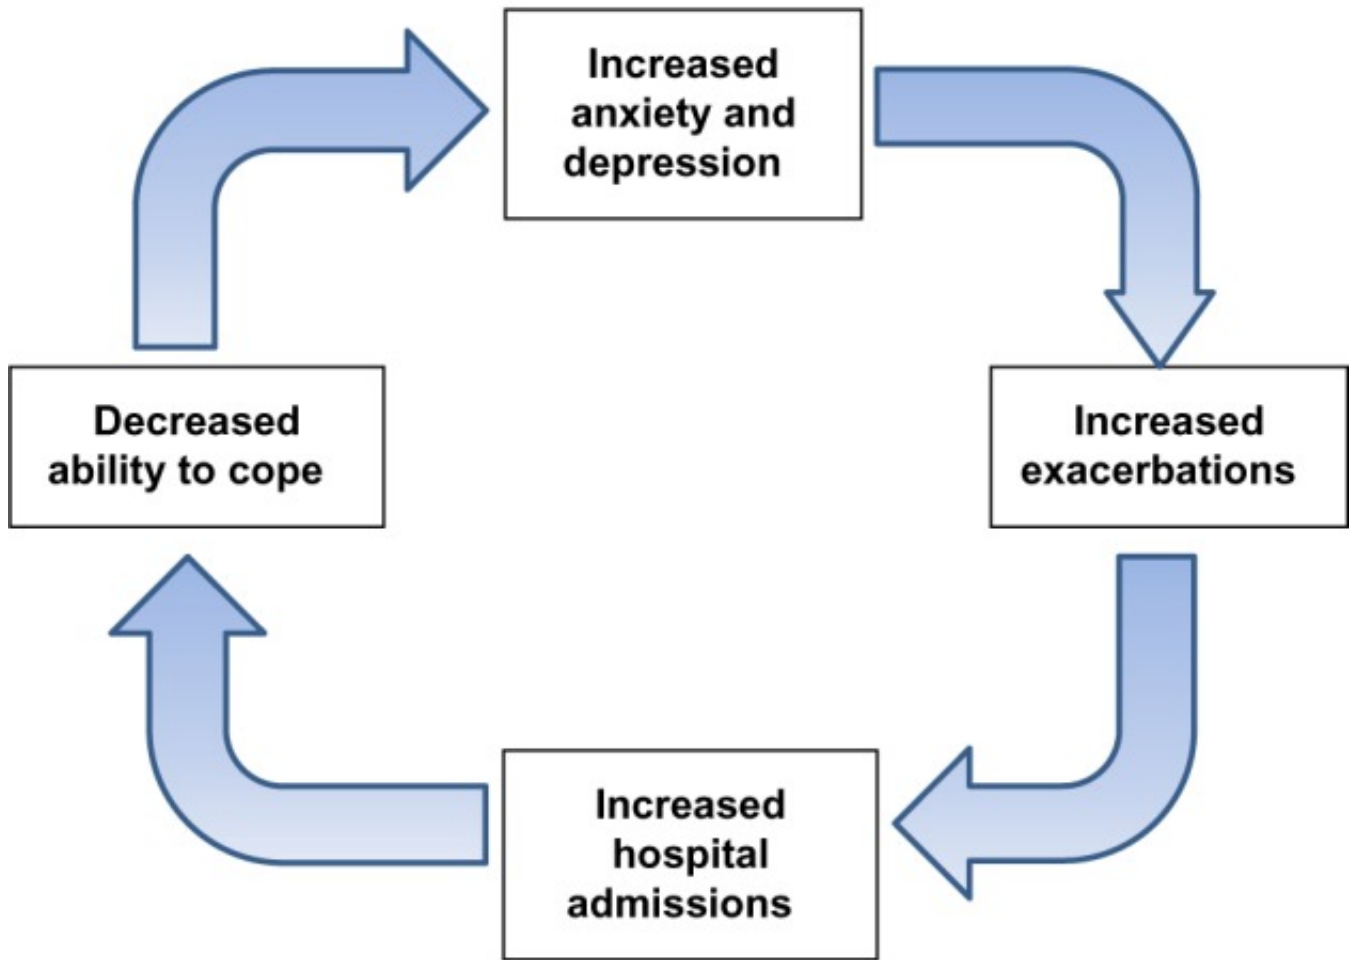 Increased
anxiety and
depression
Increased
exacerbations
Increased
hospital
admissions
Decreased
ability to cope